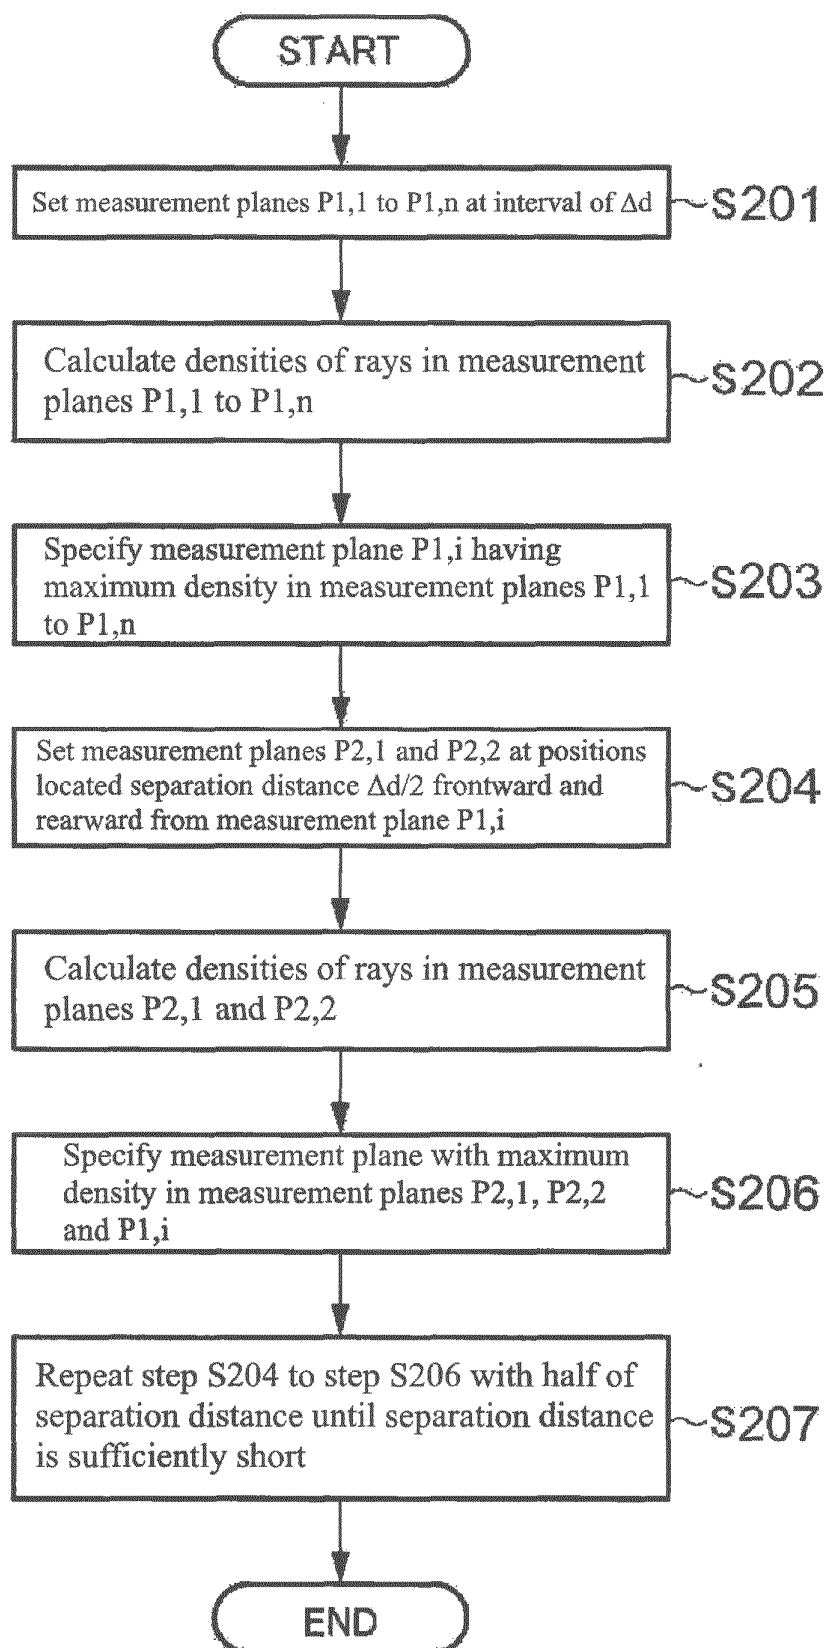 START
Set measurement planes P1,1 to P1,n at interval of Δd
S201
Calculate densities of rays in measurement
planes P1,1 to P1,n
S202
Specify measurement plane P1,i having
maximum density in measurement planes P1,1
to P1,n
S203
Set measurement planes P2,1 and P2,2 at positions
located separation distance Δd/2 frontward and
rearward from measurement plane P1,i
S204
Calculate densities of rays in measurement
planes P2,1 and P2,2
S205
Specify measurement plane with maximum
density in measurement planes P2,1, P2,2
and P1,i
S206
Repeat step S204 to step S206 with half of
separation distance until separation distance
is sufficiently short
S207
END